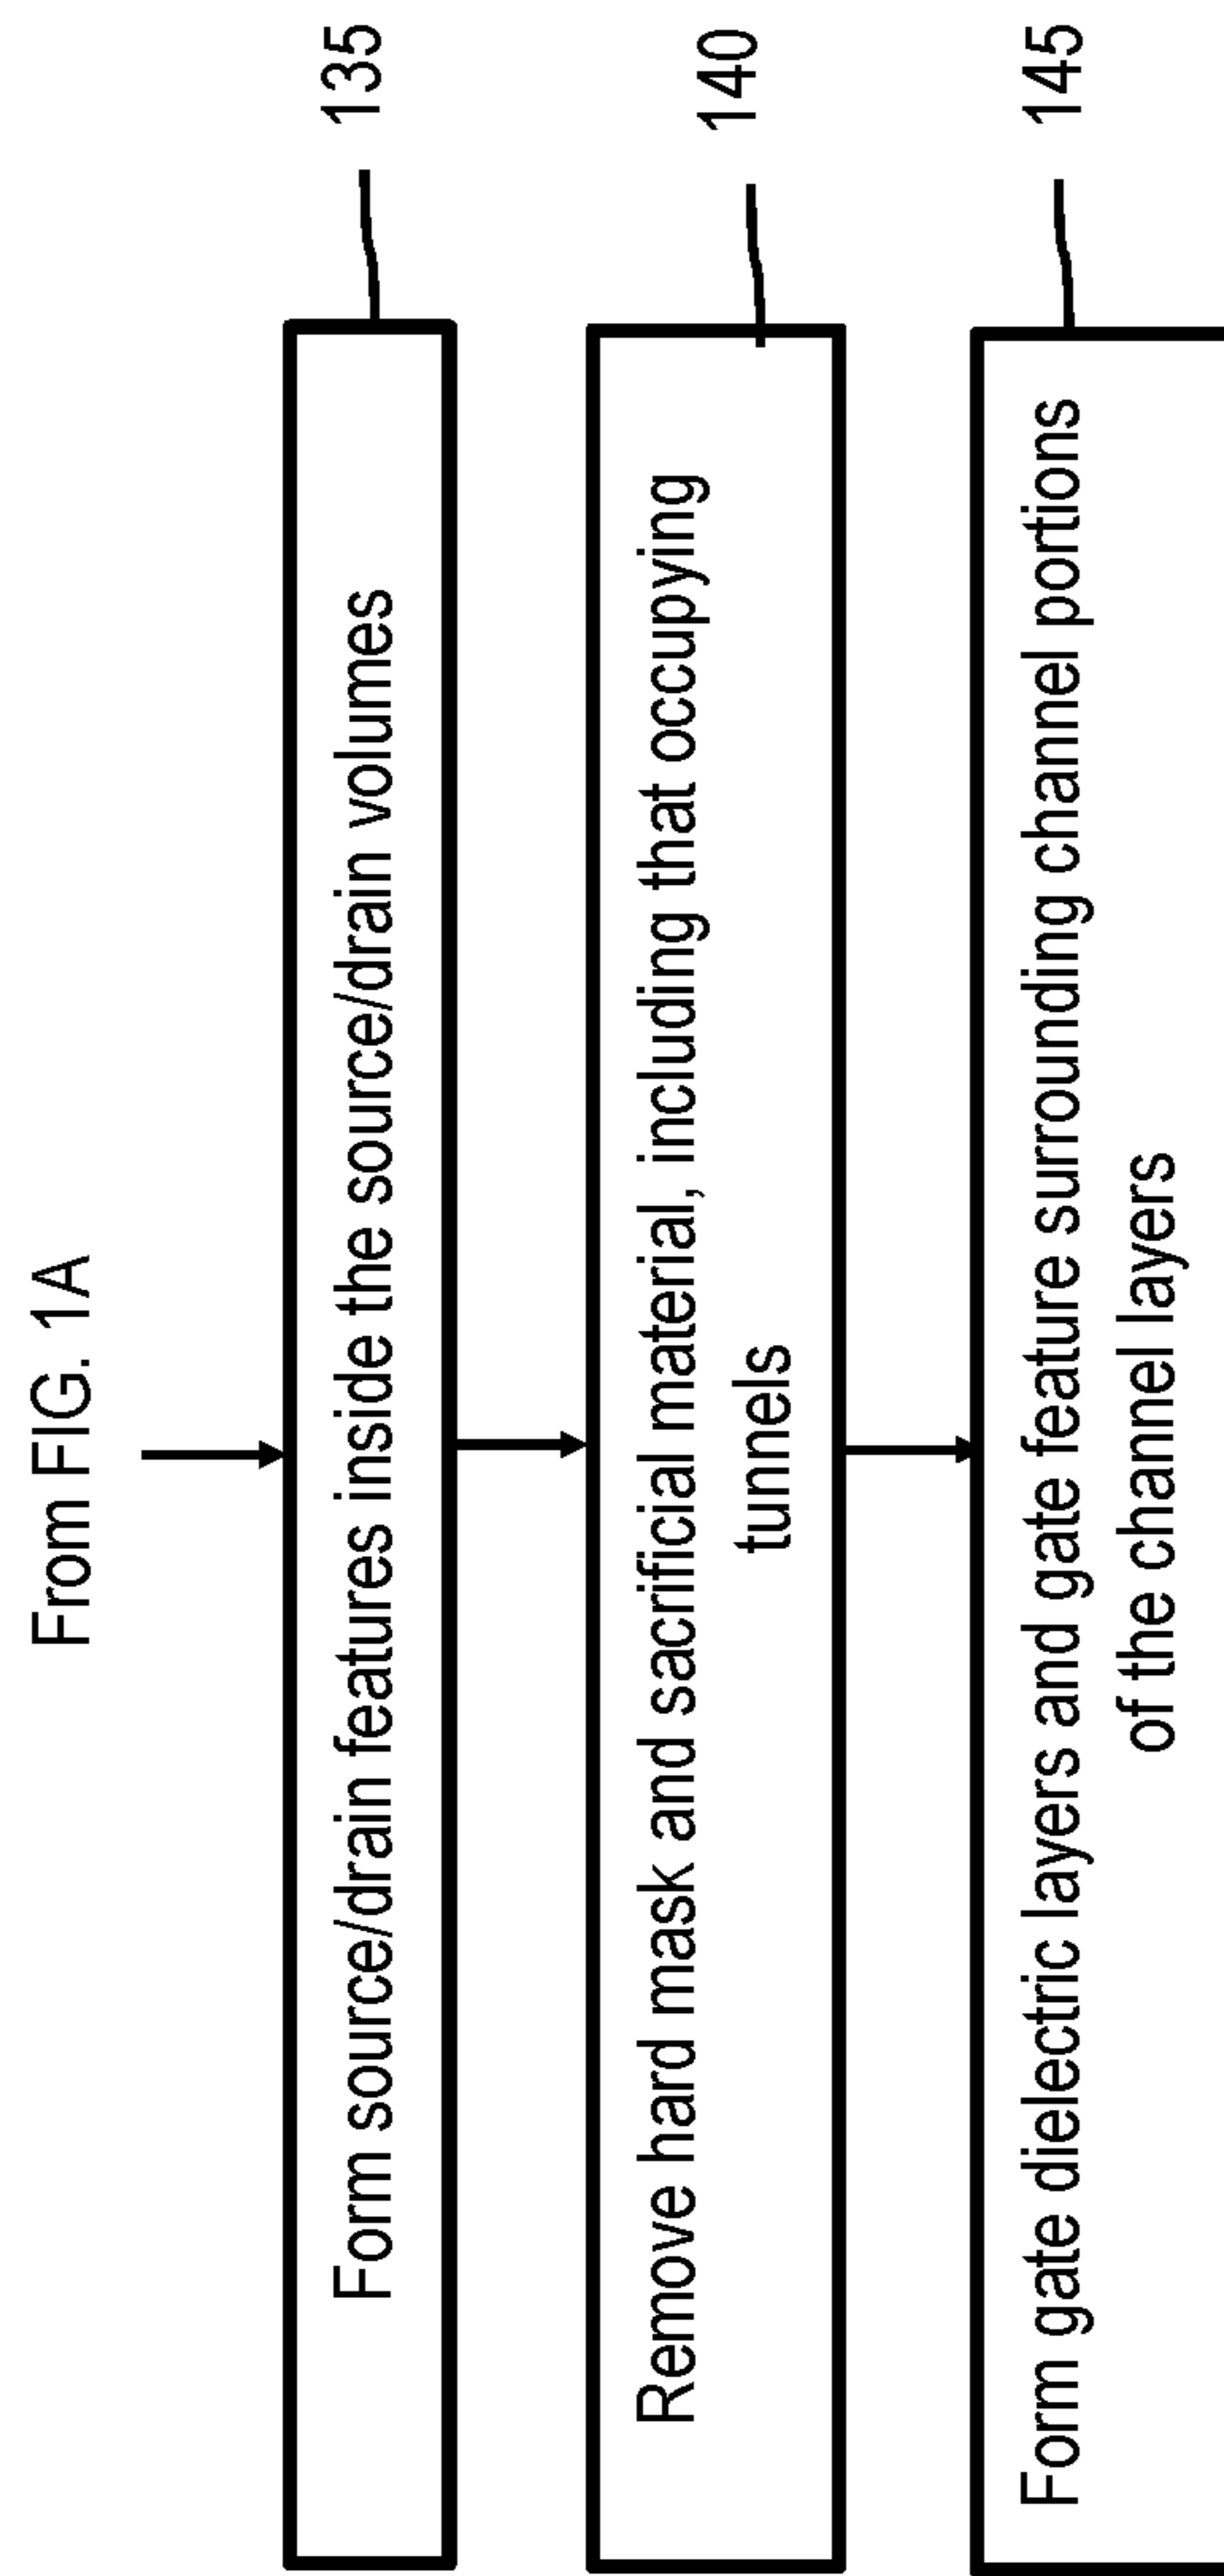 From FIG. 1A
Form source/drain features inside the source/drain volumes
135
Remove hard mask and sacrificial material, including that occupying
tunnels
140
Form gate dielectric layers and gate feature surrounding channel portions
of the channel layers
145